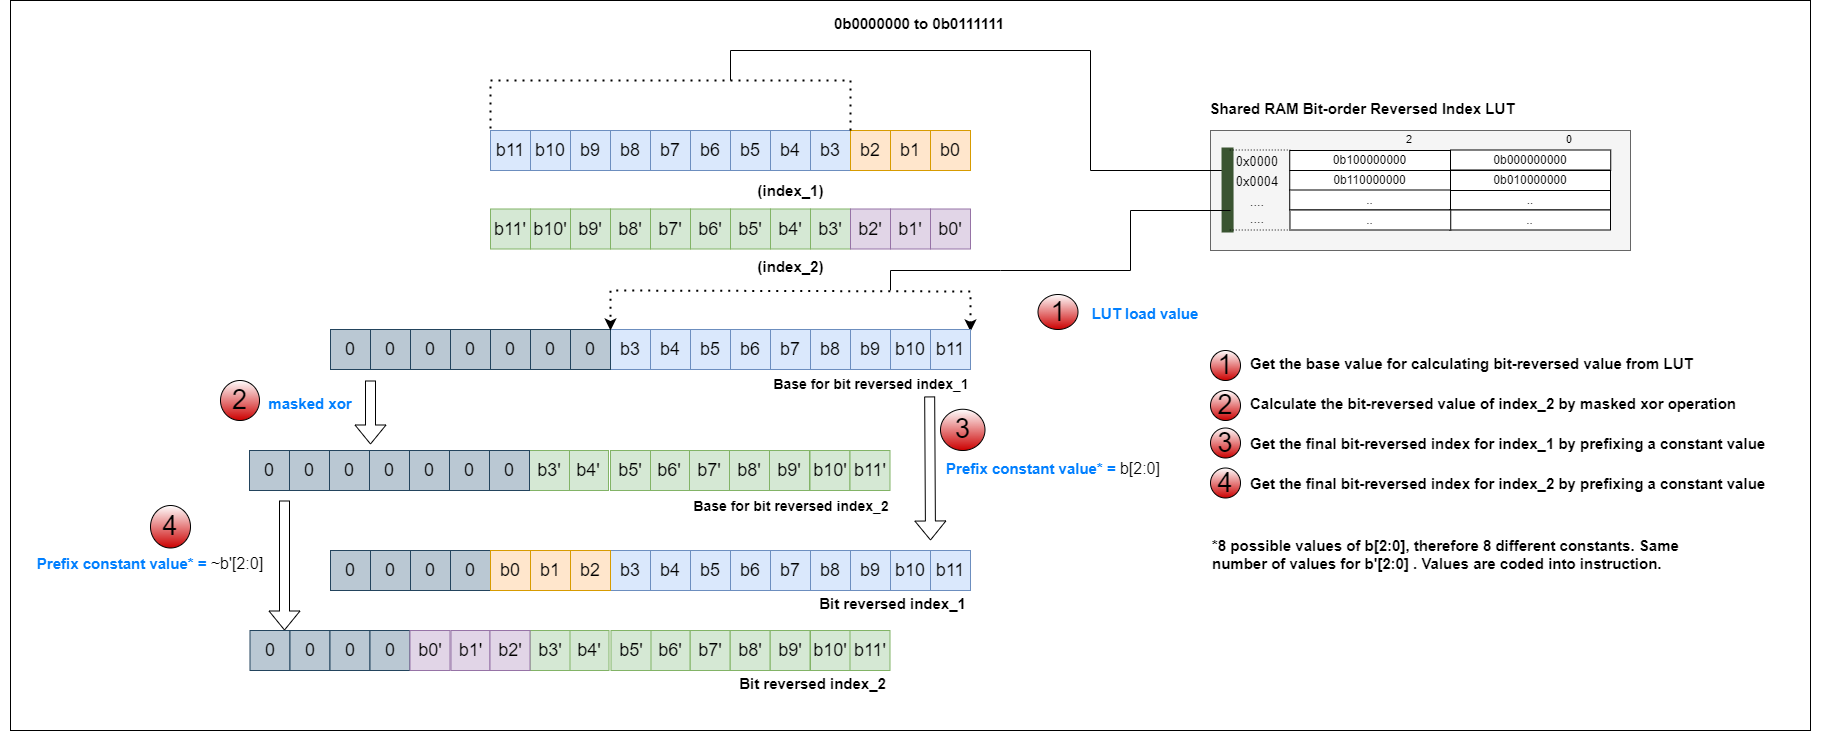 0b0000000 to 0b0111111
Shared RAM Bit-order Reversed Index LUT
2 0
0x0000 0b100000000 0b000000000
0x0004 0b110000000 0b010000000
.... .. ..
.... .. ..
b11 b10 b9 b8 b7 b6 b5 b4 b3 b2 b1 b0
(index_1)
b11' b10' b9' b8' b7' b6' b5' b4' b3' b2' b1' b0'
(index_2)
1 LUT load value
0 0 0 0 0 0 0 b3 b4 b5 b6 b7 b8 b9 b10 b11
Base for bit reversed index_1
2 masked xor
3
Prefix constant value* = b[2:0]
0 0 0 0 0 0 0 b3' b4' b5' b6' b7' b8' b9' b10' b11'
Base for bit reversed index_2
4
Prefix constant value* = ~b'[2:0]
0 0 0 0 b0 b1 b2 b3 b4 b5 b6 b7 b8 b9 b10 b11
Bit reversed index_1
0 0 0 0 b0' b1' b2' b3' b4' b5' b6' b7' b8' b9' b10' b11'
Bit reversed index_2
1 Get the base value for calculating bit-reversed value from LUT
2 Calculate the bit-reversed value of index_2 by masked xor operation
3 Get the final bit-reversed index for index_1 by prefixing a constant value
4 Get the final bit-reversed index for index_2 by prefixing a constant value
*8 possible values of b[2:0], therefore 8 different constants. Same
number of values for b'[2:0] . Values are coded into instruction.